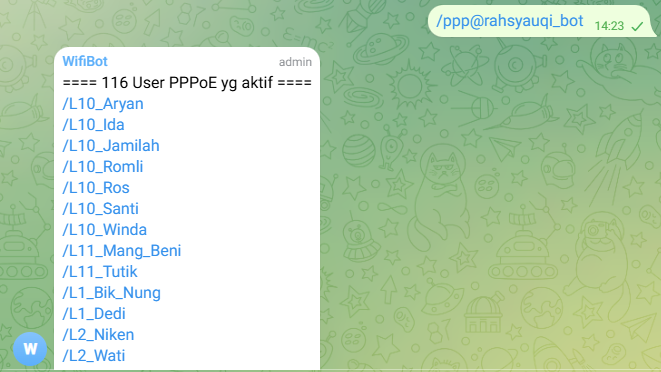 /ppp@rahsyauqi_bot 14:23
WifiBot admin
==== 116 User PPPoE yg aktif ====
/L10_Aryan
/L10_Ida
/L10_Jamilah
/L10_Romli
/L10_Ros
/L10_Santi
/L10_Winda
/L11_Mang_Beni
/L11_Tutik
/L1_Bik_Nung
/L1_Dedi
/L2_Niken
/L2_Wati
W